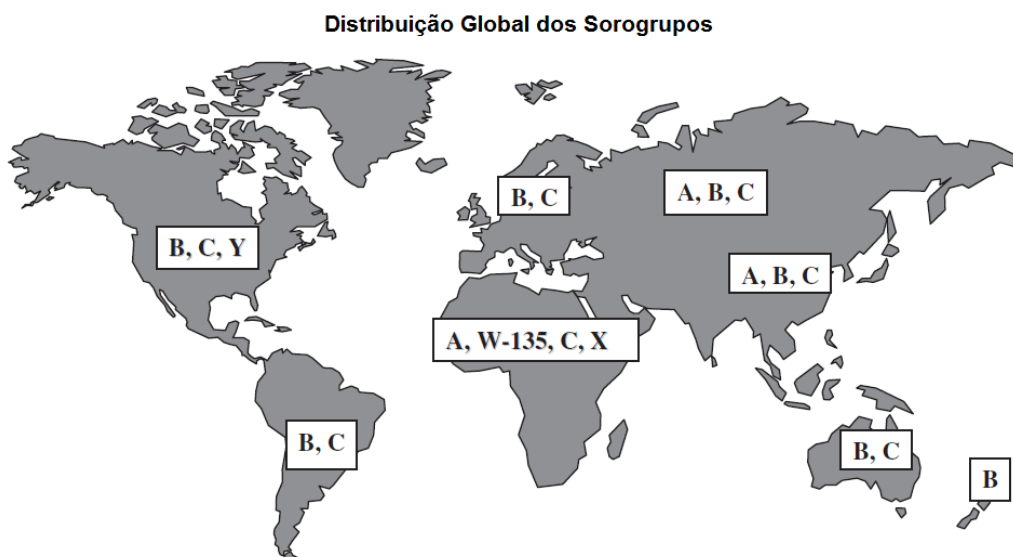 Distribuição Global dos Sorogrupos
B, C
A, B, C
B, C, Y
A, B, C
A, W-135, C, X
B, C
B, C
B